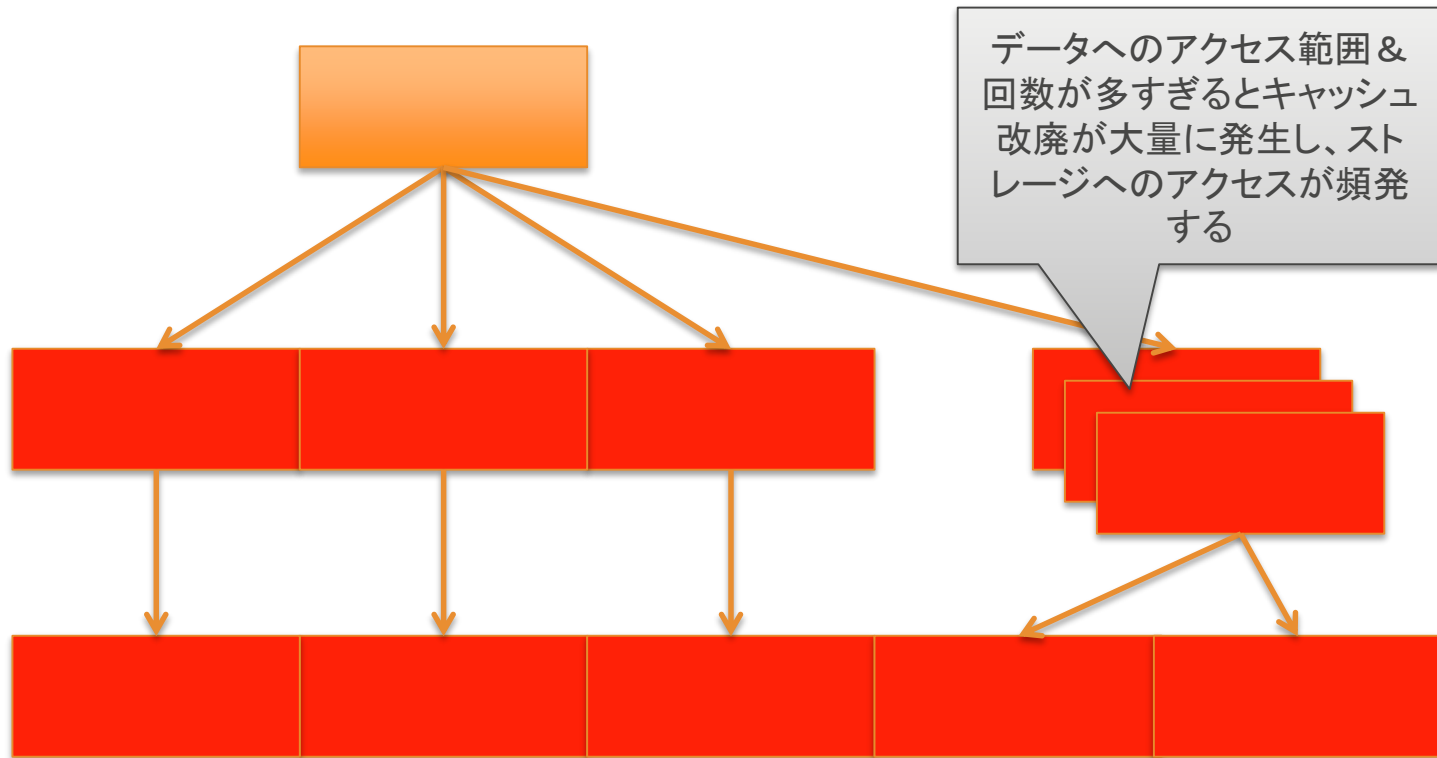 データへのアクセス範囲＆
回数が多すぎるとキャッシュ
改廃が大量に発生し、スト
レージへのアクセスが頻発
する